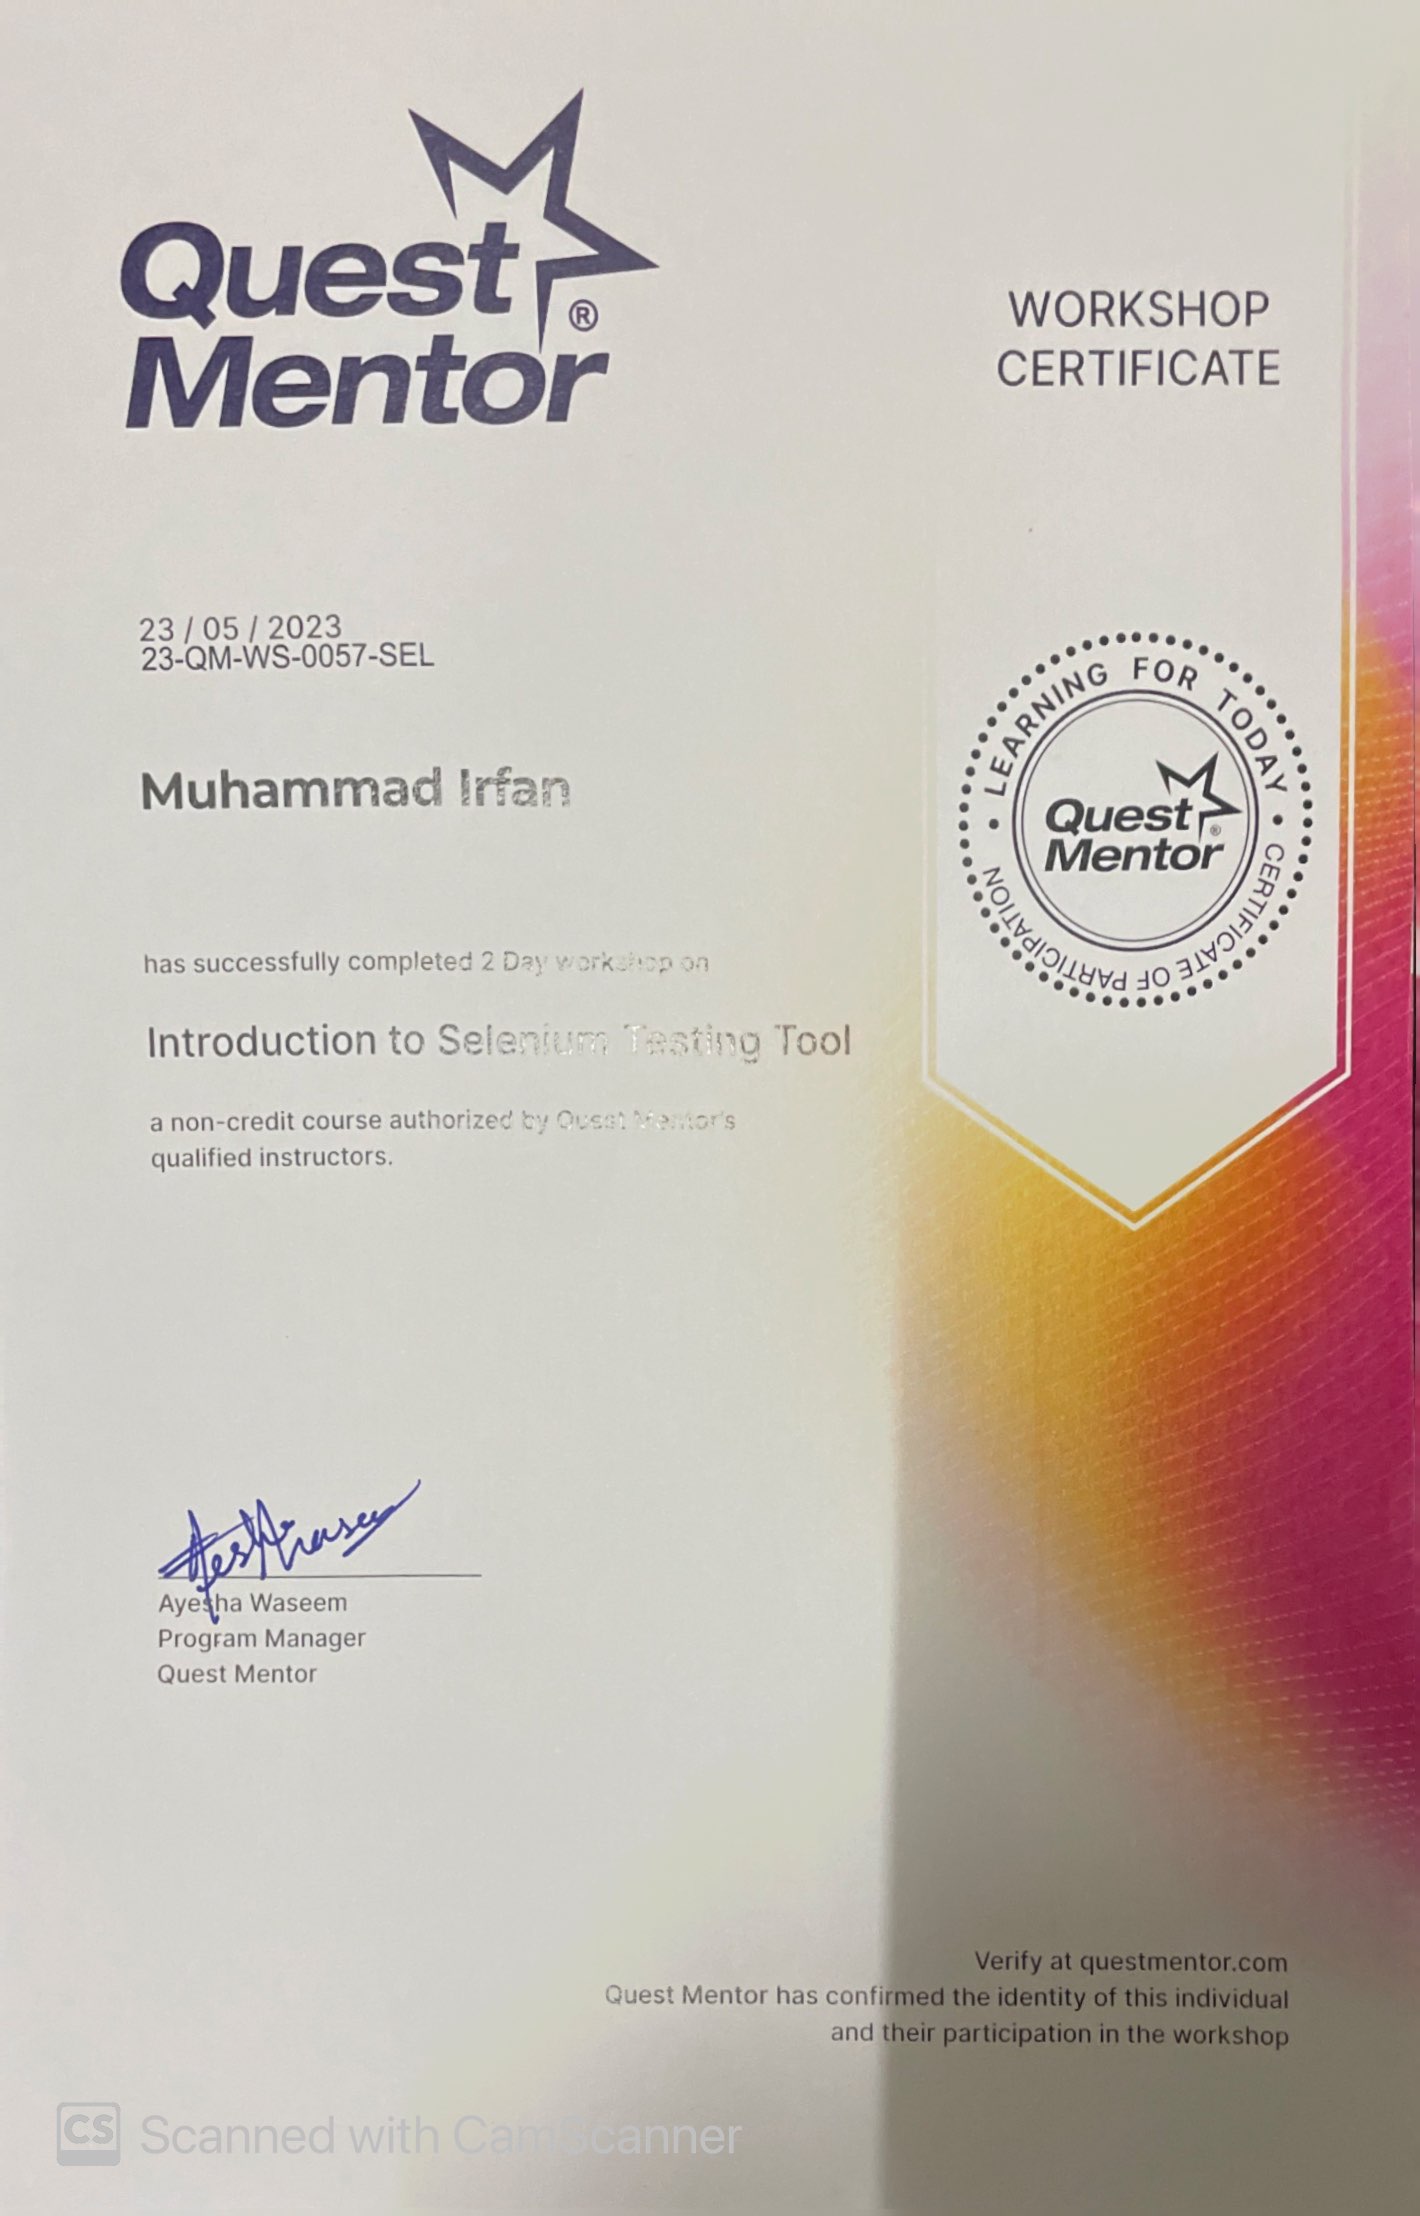 Quest
Mentor®
WORKSHOP
CERTIFICATE
23 / 05 / 2023
23-QM-WS-0057-SEL
LEARNING FOR TODAY • CERTIFICATE OF PARTICIPATION •
Quest
Mentor®
Muhammad Irfan
has successfully completed 2 Day workshop on
Introduction to Selenium Testing Tool
a non-credit course authorized by Quest Mentor's
qualified instructors.
Ayesha Waseem
Program Manager
Quest Mentor
Verify at questmentor.com
Quest Mentor has confirmed the identity of this individual
and their participation in the workshop
CS Scanned with CamScanner